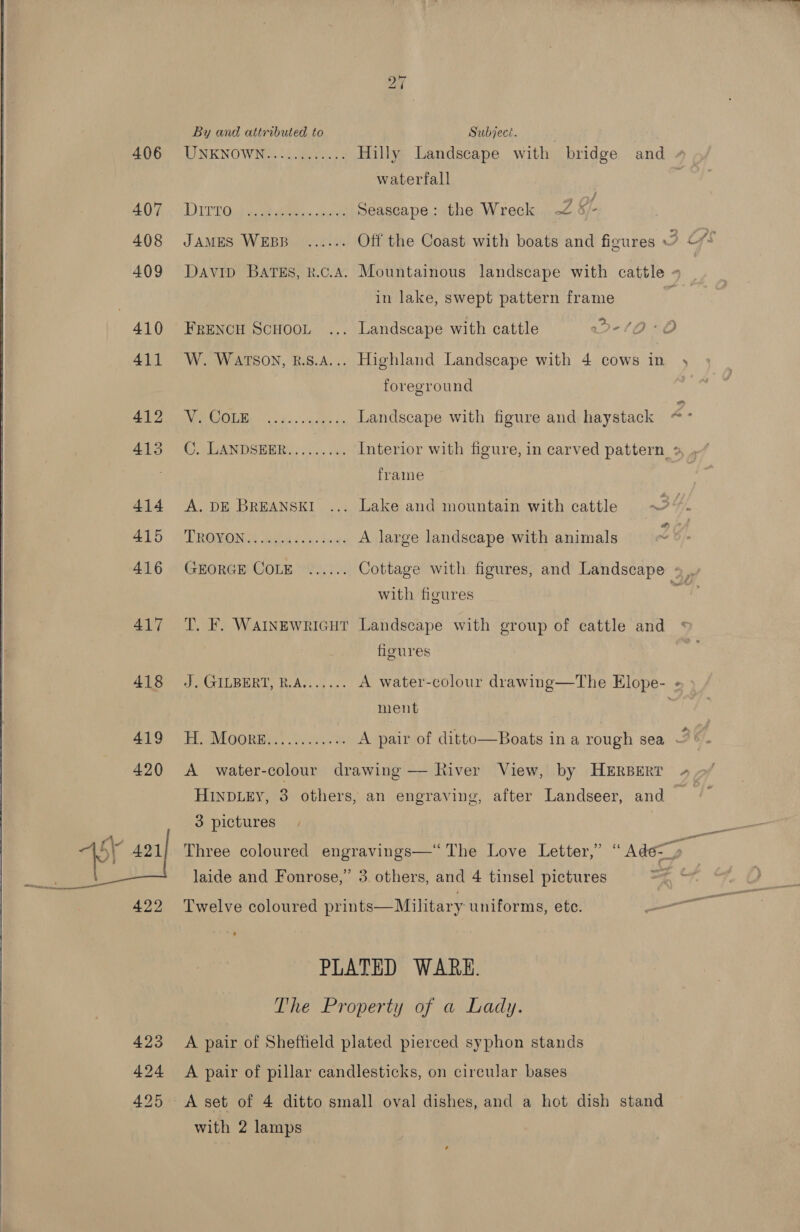 27
By and attributed to Subject.
406 UNKNOWN............ Hilly Landscape with bridge and
waterfall
407 DITTO ............... Seascape: the Wreck
408 JAMES WEBB ...... Off the Coast with boats and figures
409 DAVID BATES, R.C.A. Mountainous landscape with cattle
in lake, swept pattern frame
410 FRENCH SCHOOL ... Landscape with cattle
411 W. WATSON, R.S.A... Highland Landscape with 4 cows in
foreground
412 V. COLE ............ Landscape with figure and haystack
413 C. LANDSEER......... Interior with figure, in carved pattern
frame
414 A. DE BREANSKI ... Lake and mountain with cattle
415 TROYON............... A large landscape with animals
416 GEORGE COLE ...... Cottage with figures, and Landscape
with figures
417 T. F. WAINEWRIGHT Landscape with group of cattle and
figures
418 J. GILBERT, R.A....... A water-colour drawing—The Elope-
ment
419 H. MOORE............ A pair of ditto—Boats in a rough sea
420 A water-colour drawing — River View, by HERBERT
HINDLEY, 3 others, an engraving, after Landseer, and
3 pictures
421 Three coloured engravings—“The Love Letter,” “Ade-
laide and Fonrose,” 3 others, and 4 tinsel pictures
422 Twelve coloured prints—Military uniforms, etc.
PLATED WARE.
The Property of a Lady.
423 A pair of Sheffield plated pierced syphon stands
424 A pair of pillar candlesticks, on circular bases
425 A set of 4 ditto small oval dishes, and a hot dish stand
with 2 lamps